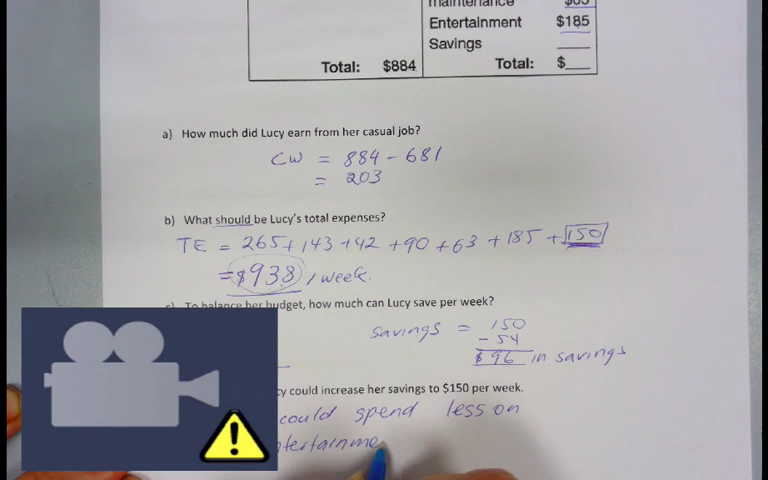 maintenance $63
Entertainment $185
Savings
Total: $884 Total: $
a) How much did Lucy earn from her casual job?
CW = 884 - 681
= 203
b) What should be Lucy's total expenses?
TE = 265 + 143 + 42 + 90 + 63 + 185 + 150
= $938 / week.
c) To balance her budget, how much can Lucy save per week?
savings = 150
- 54
$96 in savings
cy could increase her savings to $150 per week.
could spend less on
ntertainme